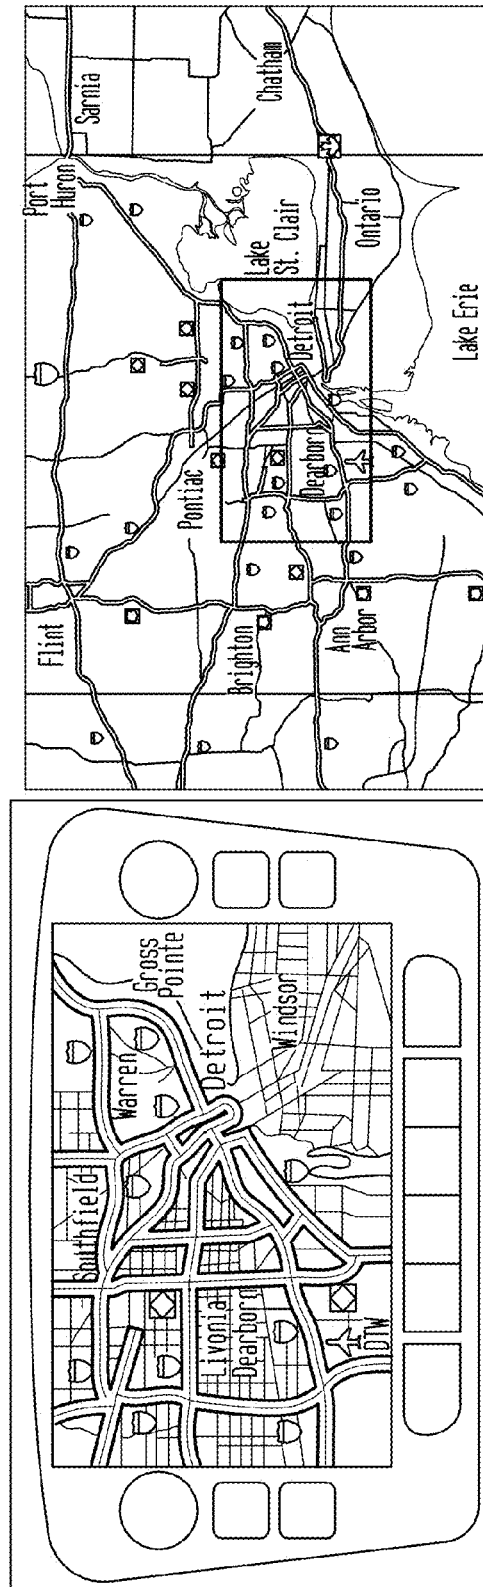 Southfield
Warren
Gross
Pointe
Livonia
Dearborn
Detroit
Windsor
DTW
Port
Huron
Sarnia
Flint
Pontiac
Lake
St. Clair
Chatham
Brighton
Dearborn
Detroit
Ann
Arbor
Ontario
Lake Erie